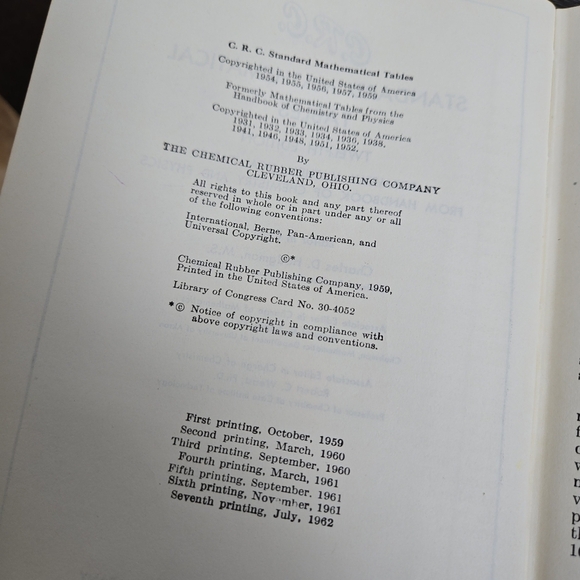 C. R. C. Standard Mathematical Tables
Copyrighted in the United States of America
1954, 1955, 1956, 1957, 1959
Formerly Mathematical Tables from the
Handbook of Chemistry and Physics
Copyrighted in the United States of America
1931, 1932, 1933, 1934, 1936, 1938,
1941, 1946, 1948, 1951, 1952.
By
THE CHEMICAL RUBBER PUBLISHING COMPANY
CLEVELAND, OHIO.
All rights to this book and any part thereof
reserved in whole or in part under any or all
of the following conventions:
International, Berne, Pan-American, and
Universal Copyright.
©*
Chemical Rubber Publishing Company, 1959,
Printed in the United States of America.
Library of Congress Card No. 30-4052
*© Notice of copyright in compliance with
above copyright laws and conventions.
First printing, October, 1959
Second printing, March, 1960
Third printing, September, 1960
Fourth printing, March, 1961
Fifth printing, September. 1961
Sixth printing, November, 1961
Seventh printing, July, 1962